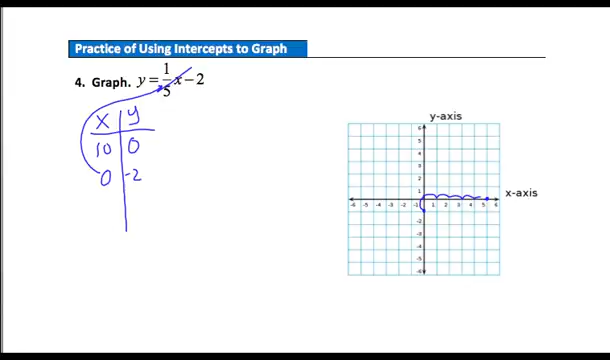 Practice of Using Intercepts to Graph
4. Graph. y = 1/5 x - 2
x y
10 0
0 -2
y-axis
x-axis
6
5
4
3
2
1
-6 -5 -4 -3 -2 -1 1 2 3 4 5 6
-2
-3
-4
-5
-6